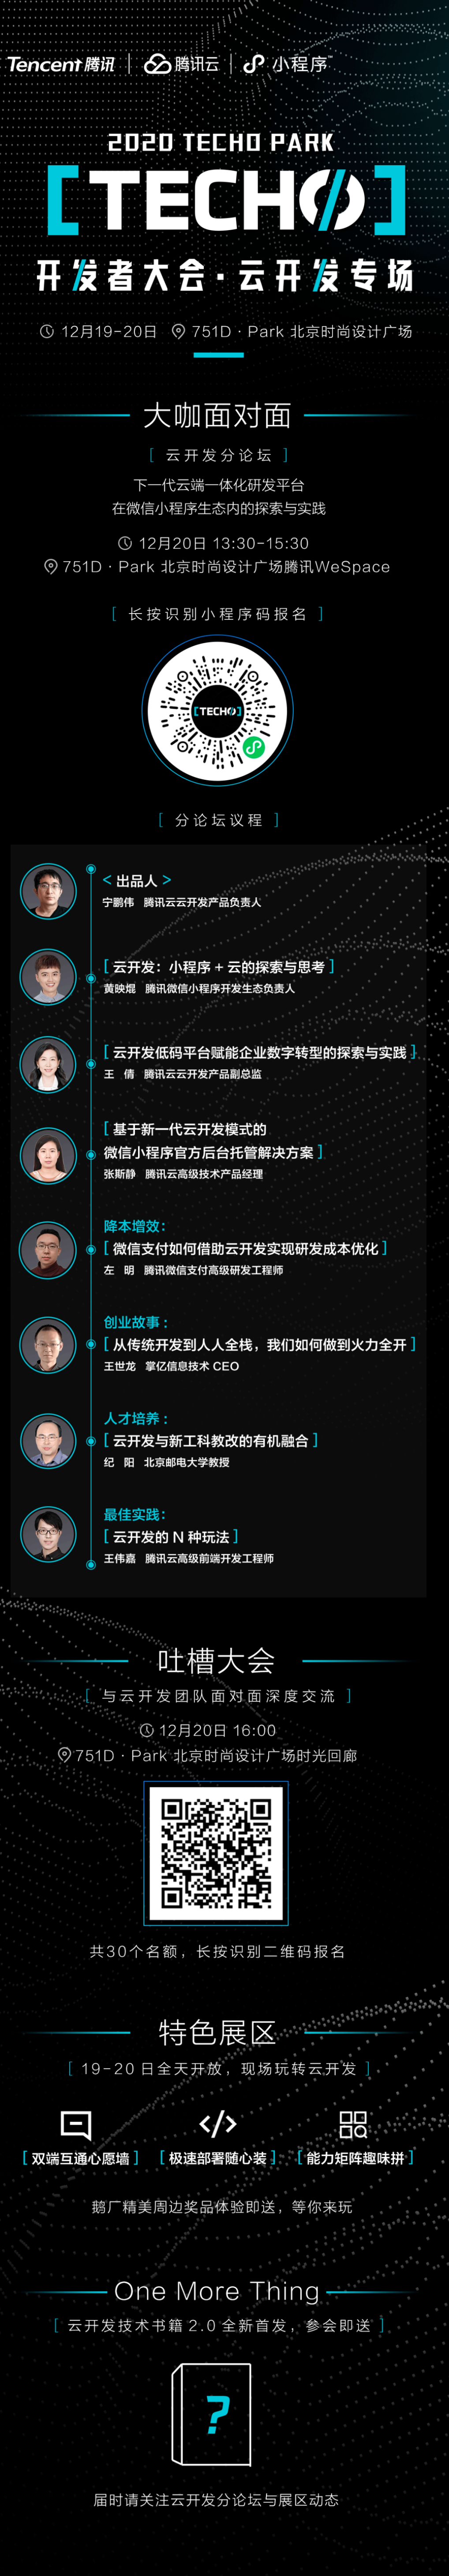 Tencent 腾讯 | 腾讯云 | 小程序
2020 TECHO PARK
[TECHO]
开发者大会·云开发专场
12月19-20日 751D·Park 北京时尚设计广场
大咖面对面
[ 云开发分论坛 ]
下一代云端一体化研发平台
在微信小程序生态内的探索与实践
12月20日 13:30-15:30
751D·Park 北京时尚设计广场腾讯WeSpace
[ 长按识别小程序码报名 ]
[TECHO]
[ 分论坛议程 ]
< 出品人 >
宁鹏伟 腾讯云云开发产品负责人
[ 云开发：小程序 + 云的探索与思考 ]
黄映焜 腾讯微信小程序开发生态负责人
[ 云开发低码平台赋能企业数字转型的探索与实践 ]
王 倩 腾讯云云开发产品副总监
[ 基于新一代云开发模式的
微信小程序官方后台托管解决方案 ]
张斯静 腾讯云高级技术产品经理
降本增效：
[ 微信支付如何借助云开发实现研发成本优化 ]
左 明 腾讯微信支付高级研发工程师
创业故事：
[ 从传统开发到人人全栈，我们如何做到火力全开 ]
王世龙 掌亿信息技术 CEO
人才培养：
[ 云开发与新工科教改的有机融合 ]
纪 阳 北京邮电大学教授
最佳实践：
[ 云开发的 N 种玩法 ]
王伟嘉 腾讯云高级前端开发工程师
吐槽大会
[ 与云开发团队面对面深度交流 ]
12月20日 16:00
751D·Park 北京时尚设计广场时光回廊
共30个名额，长按识别二维码报名
特色展区
[ 19-20 日全天开放，现场玩转云开发 ]
[ 双端互通心愿墙 ] [ 极速部署随心装 ] [ 能力矩阵趣味拼 ]
鹅厂精美周边奖品体验即送，等你来玩
One More Thing
[ 云开发技术书籍 2.0 全新首发，参会即送 ]
?
届时请关注云开发分论坛与展区动态